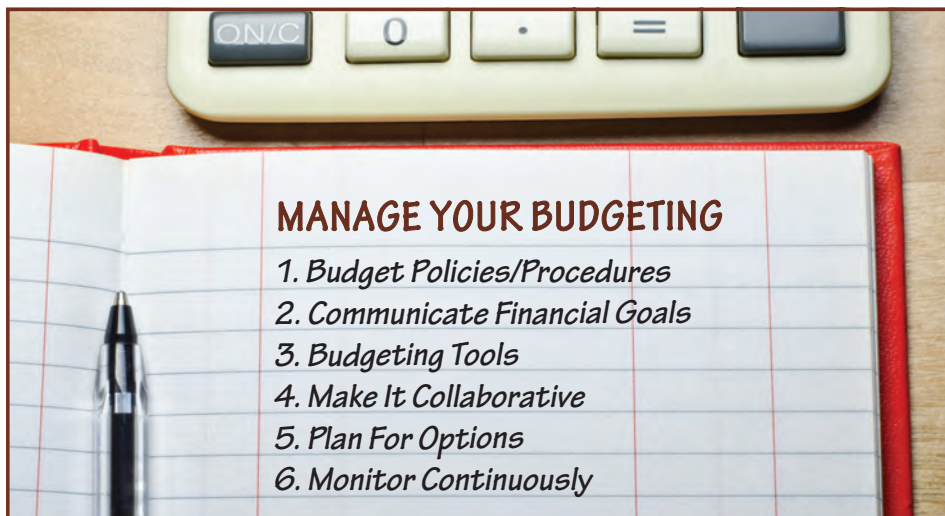 ON/C 0 . =
MANAGE YOUR BUDGETING
1. Budget Policies/Procedures
2. Communicate Financial Goals
3. Budgeting Tools
4. Make It Collaborative
5. Plan For Options
6. Monitor Continuously